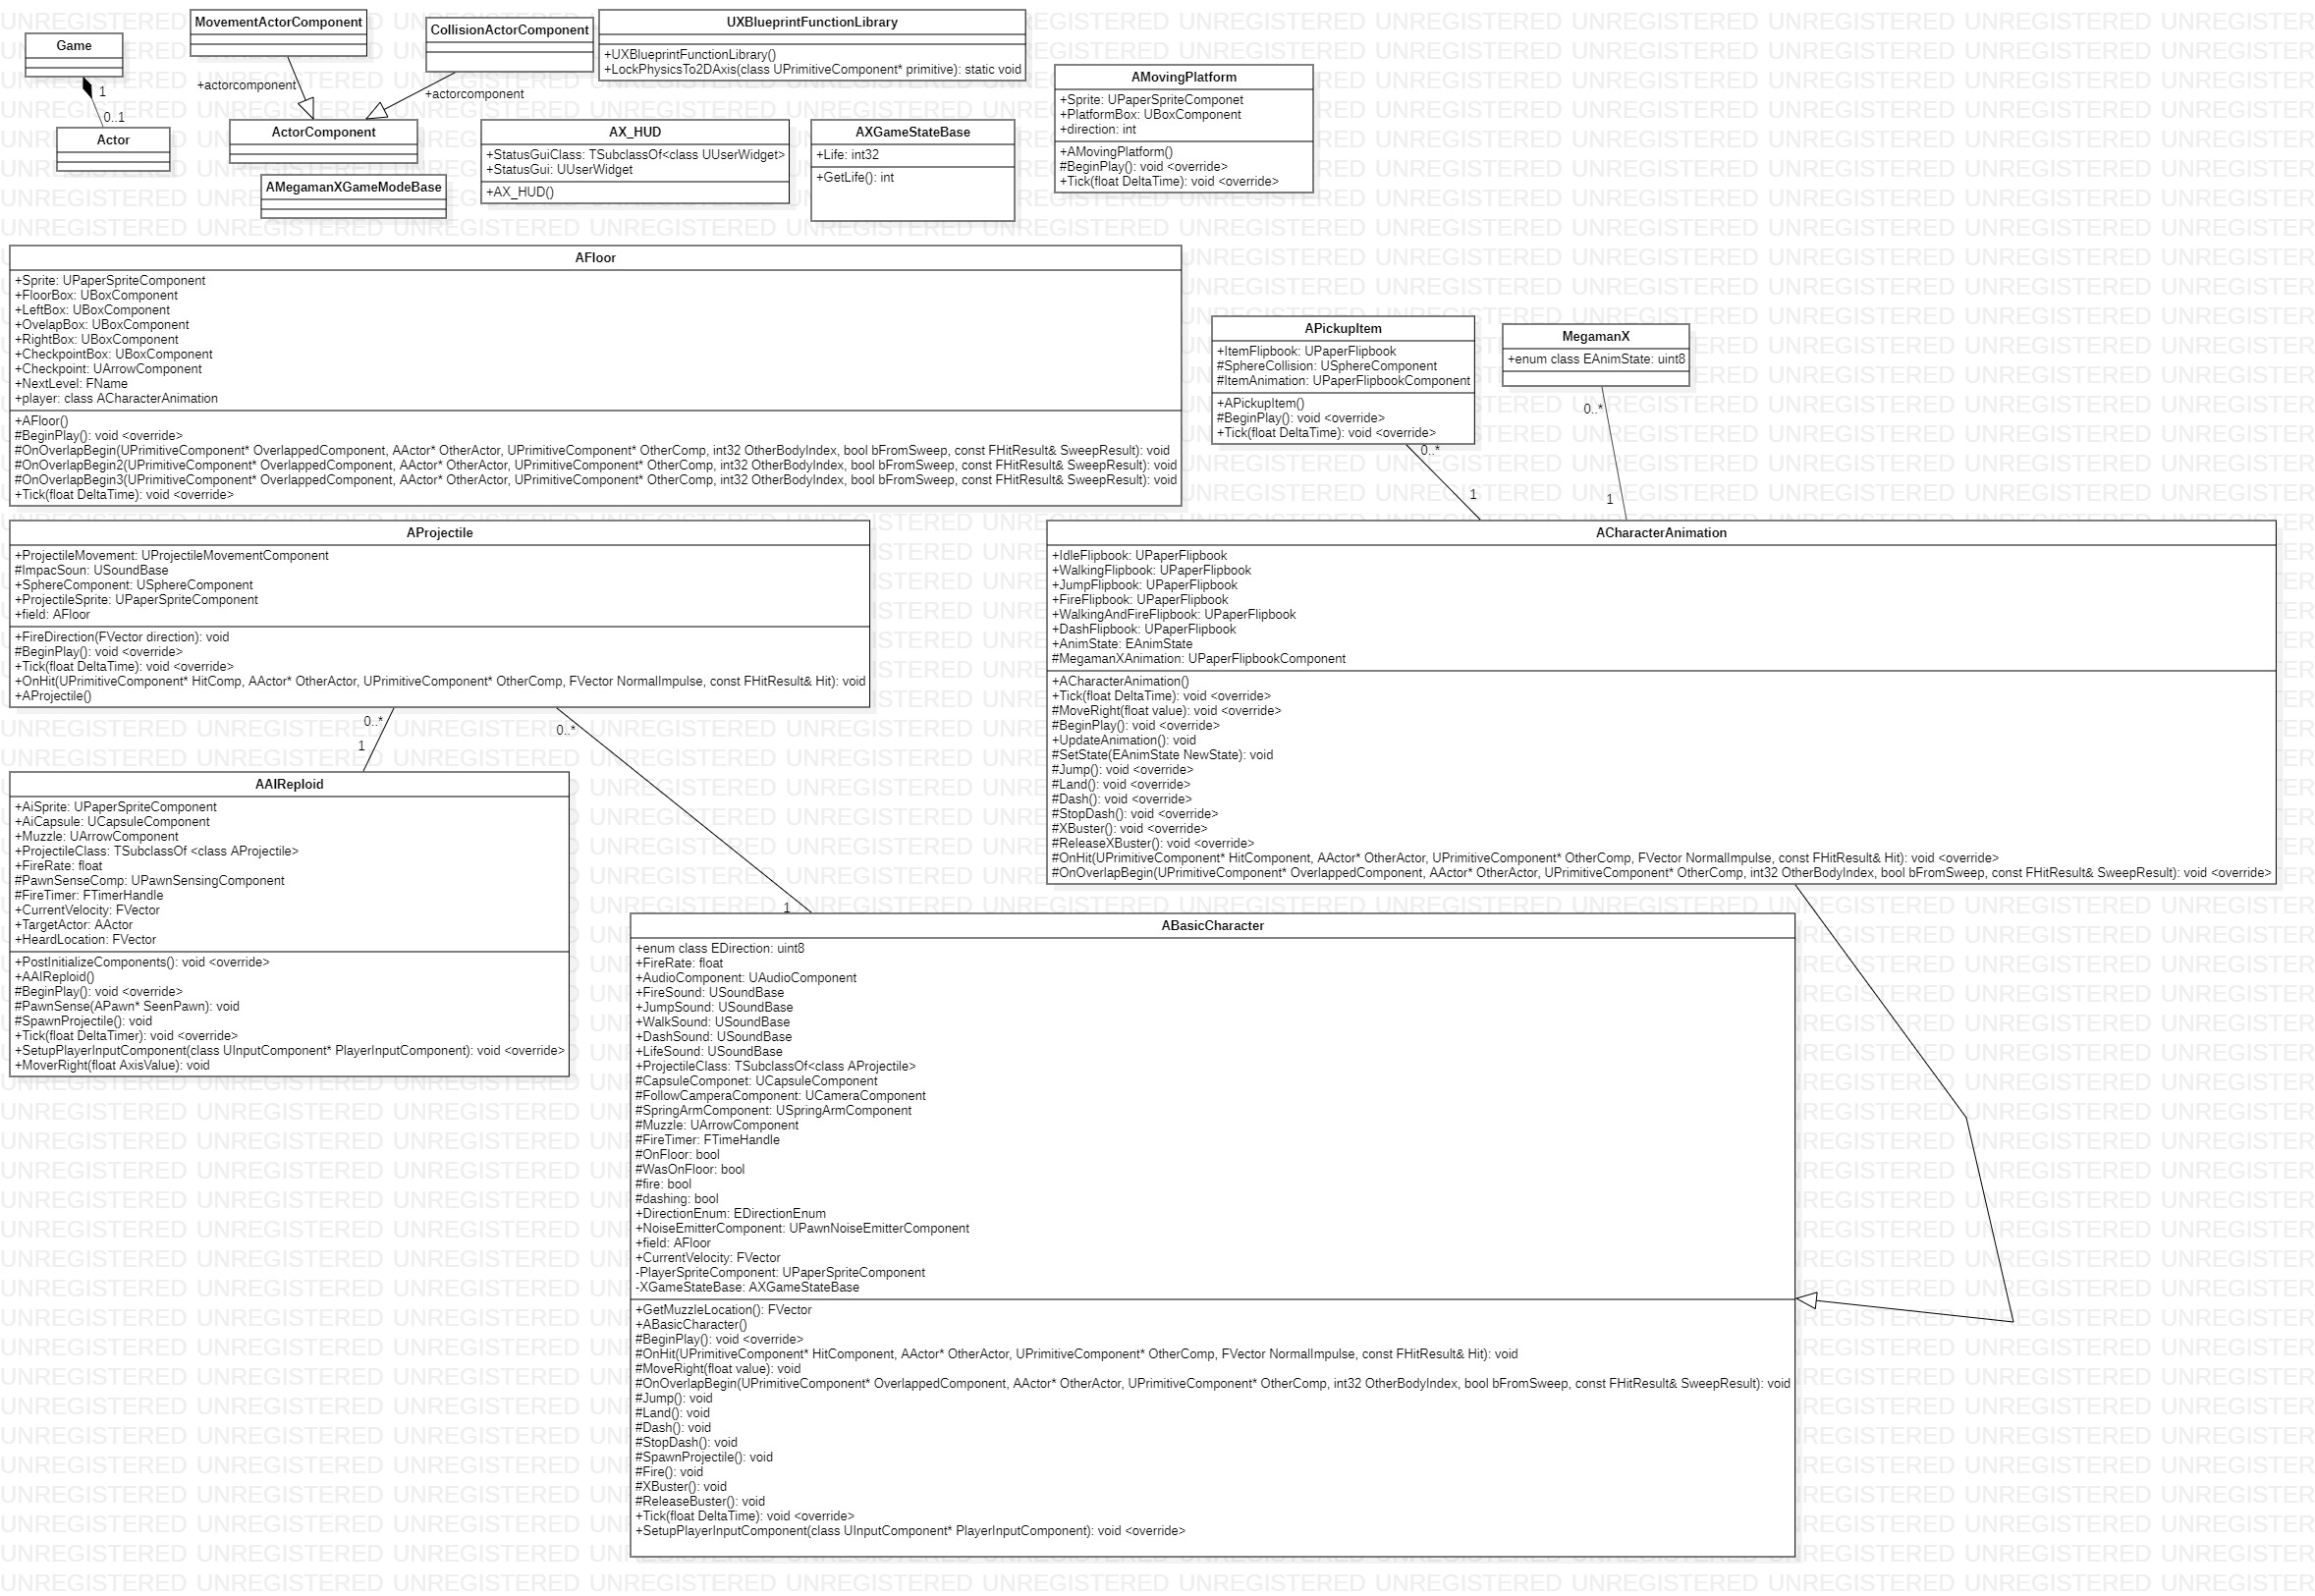 Game
1
0..1
Actor
MovementActorComponent
+actorcomponent
CollisionActorComponent
+actorcomponent
ActorComponent
AMegamanXGameModeBase
UXBlueprintFunctionLibrary
+UXBlueprintFunctionLibrary()
+LockPhysicsTo2DAxis(class UPrimitiveComponent* primitive): static void
AX_HUD
+StatusGuiClass: TSubclassOf<class UUserWidget>
+StatusGui: UUserWidget
+AX_HUD()
AXGameStateBase
+Life: int32
+GetLife(): int
AMovingPlatform
+Sprite: UPaperSpriteComponet
+PlatformBox: UBoxComponent
+direction: int
+AMovingPlatform()
#BeginPlay(): void <override>
+Tick(float DeltaTime): void <override>
AFloor
+Sprite: UPaperSpriteComponent
+FloorBox: UBoxComponent
+LeftBox: UBoxComponent
+OvelapBox: UBoxComponent
+RightBox: UBoxComponent
+CheckpointBox: UBoxComponent
+Checkpoint: UArrowComponent
+NextLevel: FName
+player: class ACharacterAnimation
+AFloor()
#BeginPlay(): void <override>
#OnOverlapBegin(UPrimitiveComponent* OverlappedComponent, AActor* OtherActor, UPrimitiveComponent* OtherComp, int32 OtherBodyIndex, bool bFromSweep, const FHitResult& SweepResult): void
#OnOverlapBegin2(UPrimitiveComponent* OverlappedComponent, AActor* OtherActor, UPrimitiveComponent* OtherComp, int32 OtherBodyIndex, bool bFromSweep, const FHitResult& SweepResult): void
#OnOverlapBegin3(UPrimitiveComponent* OverlappedComponent, AActor* OtherActor, UPrimitiveComponent* OtherComp, int32 OtherBodyIndex, bool bFromSweep, const FHitResult& SweepResult): void
+Tick(float DeltaTime): void <override>
APickupItem
+ItemFlipbook: UPaperFlipbook
#SphereCollision: USphereComponent
#ItemAnimation: UPaperFlipbookComponent
+APickupItem()
#BeginPlay(): void <override>
+Tick(float DeltaTime): void <override>
0..*
1
MegamanX
+enum class EAnimState: uint8
0..*
1
AProjectile
+ProjectileMovement: UProjectileMovementComponent
#ImpacSoun: USoundBase
+SphereComponent: USphereComponent
+ProjectileSprite: UPaperSpriteComponent
+field: AFloor
+FireDirection(FVector direction): void
#BeginPlay(): void <override>
+Tick(float DeltaTime): void <override>
+OnHit(UPrimitiveComponent* HitComp, AActor* OtherActor, UPrimitiveComponent* OtherComp, FVector NormalImpulse, const FHitResult& Hit): void
+AProjectile()
0..*
1
0..*
1
ACharacterAnimation
+IdleFlipbook: UPaperFlipbook
+WalkingFlipbook: UPaperFlipbook
+JumpFlipbook: UPaperFlipbook
+FireFlipbook: UPaperFlipbook
+WalkingAndFireFlipbook: UPaperFlipbook
+DashFlipbook: UPaperFlipbook
+AnimState: EAnimState
#MegamanXAnimation: UPaperFlipbookComponent
+ACharacterAnimation()
+Tick(float DeltaTime): void <override>
#MoveRight(float value): void <override>
#BeginPlay(): void <override>
+UpdateAnimation(): void
#SetState(EAnimState NewState): void
#Jump(): void <override>
#Land(): void <override>
#Dash(): void <override>
#StopDash(): void <override>
#XBuster(): void <override>
#ReleaseXBuster(): void <override>
#OnHit(UPrimitiveComponent* HitComponent, AActor* OtherActor, UPrimitiveComponent* OtherComp, FVector NormalImpulse, const FHitResult& Hit): void <override>
#OnOverlapBegin(UPrimitiveComponent* OverlappedComponent, AActor* OtherActor, UPrimitiveComponent* OtherComp, int32 OtherBodyIndex, bool bFromSweep, const FHitResult& SweepResult): void <override>
AAIReploid
+AiSprite: UPaperSpriteComponent
+AiCapsule: UCapsuleComponent
+Muzzle: UArrowComponent
+ProjectileClass: TSubclassOf <class AProjectile>
+FireRate: float
#PawnSenseComp: UPawnSensingComponent
#FireTimer: FTimerHandle
+CurrentVelocity: FVector
+TargetActor: AActor
+HeardLocation: FVector
+PostInitializeComponents(): void <override>
+AAIReploid()
#BeginPlay(): void <override>
#PawnSense(APawn* SeenPawn): void
#SpawnProjectile(): void
+Tick(float DeltaTimer): void <override>
+SetupPlayerInputComponent(class UInputComponent* PlayerInputComponent): void <override>
+MoverRight(float AxisValue): void
ABasicCharacter
+enum class EDirection: uint8
+FireRate: float
+AudioComponent: UAudioComponent
+FireSound: USoundBase
+JumpSound: USoundBase
+WalkSound: USoundBase
+DashSound: USoundBase
+LifeSound: USoundBase
+ProjectileClass: TSubclassOf<class AProjectile>
#CapsuleComponet: UCapsuleComponent
#FollowCamperaComponent: UCameraComponent
#SpringArmComponent: USpringArmComponent
#Muzzle: UArrowComponent
#FireTimer: FTimeHandle
#OnFloor: bool
#WasOnFloor: bool
#fire: bool
#dashing: bool
+DirectionEnum: EDirectionEnum
+NoiseEmitterComponent: UPawnNoiseEmitterComponent
+field: AFloor
+CurrentVelocity: FVector
-PlayerSpriteComponent: UPaperSpriteComponent
-XGameStateBase: AXGameStateBase
+GetMuzzleLocation(): FVector
+ABasicCharacter()
#BeginPlay(): void <override>
#OnHit(UPrimitiveComponent* HitComponent, AActor* OtherActor, UPrimitiveComponent* OtherComp, FVector NormalImpulse, const FHitResult& Hit): void
#MoveRight(float value): void
#OnOverlapBegin(UPrimitiveComponent* OverlappedComponent, AActor* OtherActor, UPrimitiveComponent* OtherComp, int32 OtherBodyIndex, bool bFromSweep, const FHitResult& SweepResult): void
#Jump(): void
#Land(): void
#Dash(): void
#StopDash(): void
#SpawnProjectile(): void
#Fire(): void
#XBuster(): void
#ReleaseBuster(): void
+Tick(float DeltaTime): void <override>
+SetupPlayerInputComponent(class UInputComponent* PlayerInputComponent): void <override>